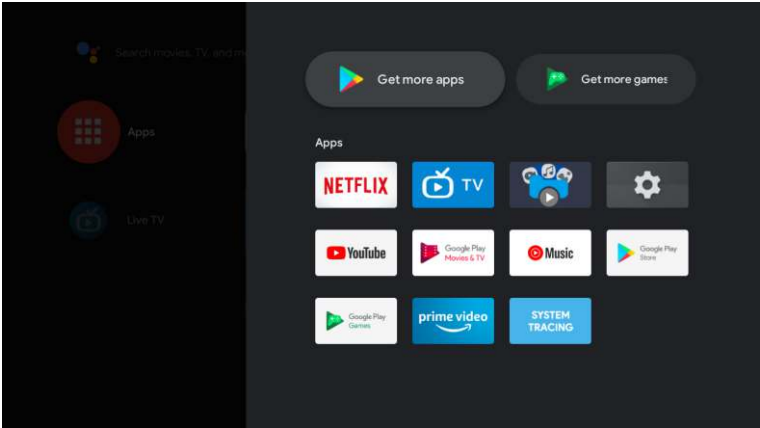 Search movies, TV, and m
Apps
Live TV
Get more apps
Get more games
Apps
NETFLIX
TV
YouTube
Google Play
Movies & TV
Music
Google Play
Store
Google Play
Games
prime video
SYSTEM
TRACING